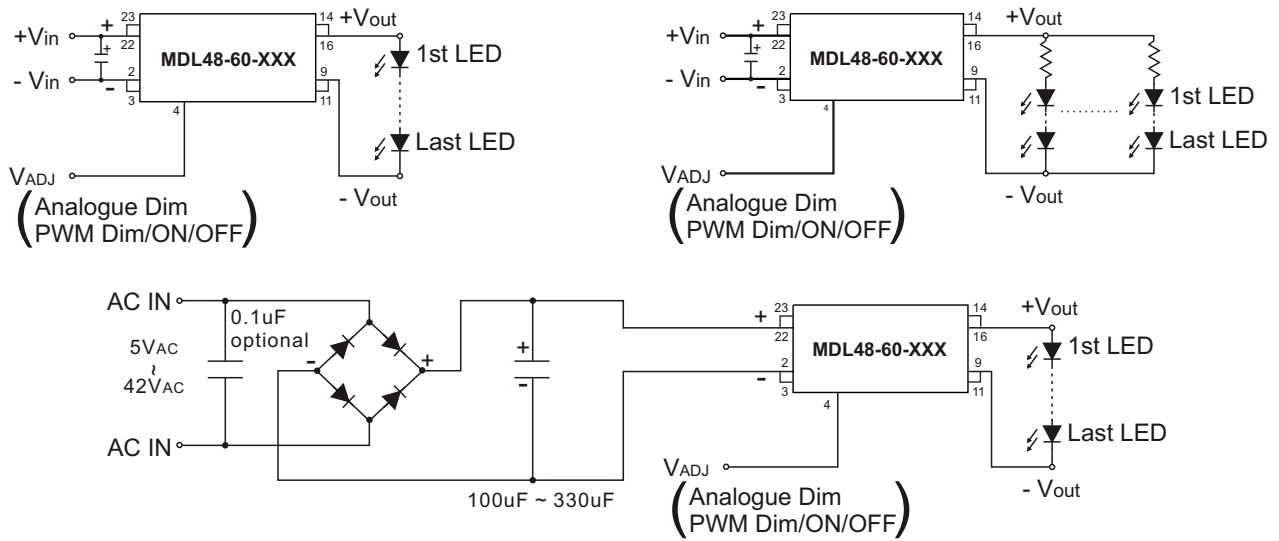 +Vin
- Vin
+
+
-
23
22
2
3
4
MDL48-60-XXX
14
16
9
11
+Vout
1st LED
Last LED
- Vout
VADJ
(Analogue Dim
PWM Dim/ON/OFF)
+Vin
- Vin
+
+
-
23
22
2
3
4
MDL48-60-XXX
14
16
9
11
+Vout
1st LED
Last LED
- Vout
VADJ
(Analogue Dim
PWM Dim/ON/OFF)
AC IN
0.1uF
optional
5VAC
~
42VAC
AC IN
-
+
+
-
100uF ~ 330uF
+
-
23
22
2
3
4
MDL48-60-XXX
14
16
9
11
+Vout
1st LED
Last LED
- Vout
VADJ
(Analogue Dim
PWM Dim/ON/OFF)